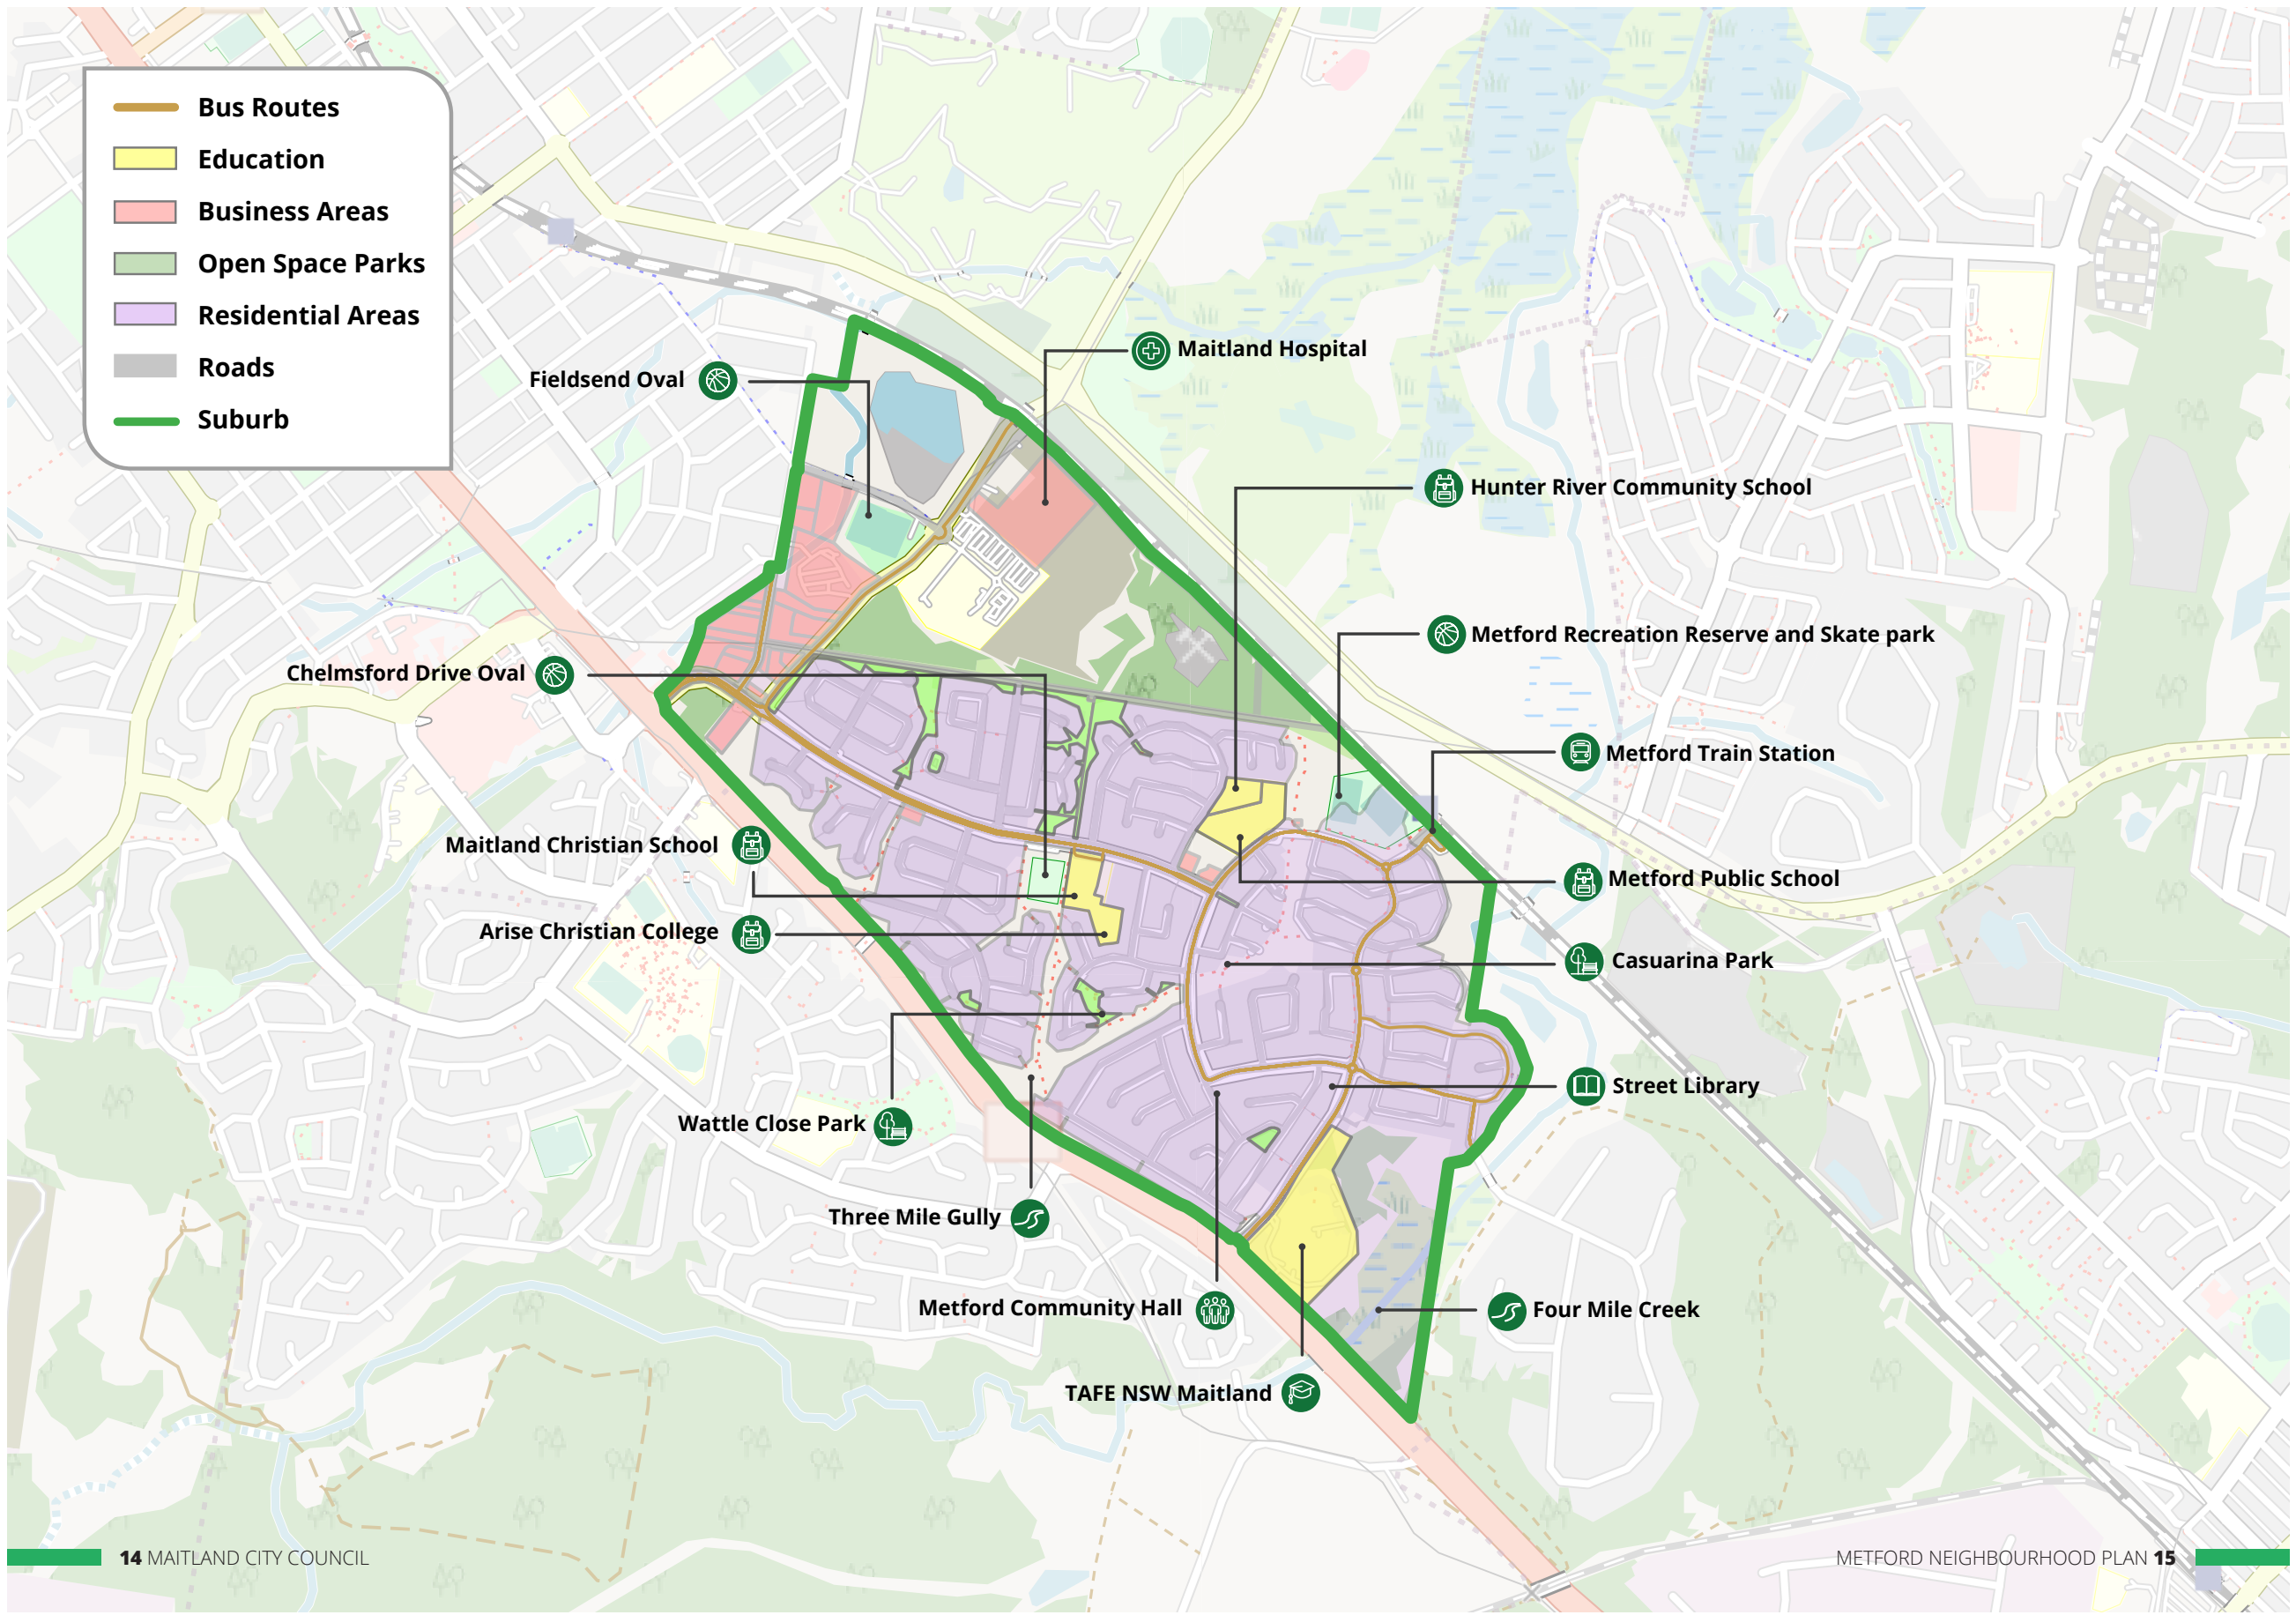 Bus Routes
Education
Business Areas
Open Space Parks
Residential Areas
Roads
Suburb
Maitland Hospital
Fieldsend Oval
Hunter River Community School
Metford Recreation Reserve and Skate park
Chelmsford Drive Oval
Metford Train Station
Maitland Christian School
Metford Public School
Arise Christian College
Casuarina Park
Street Library
Wattle Close Park
Three Mile Gully
Metford Community Hall
Four Mile Creek
TAFE NSW Maitland
14 MAITLAND CITY COUNCIL
METFORD NEIGHBOURHOOD PLAN 15